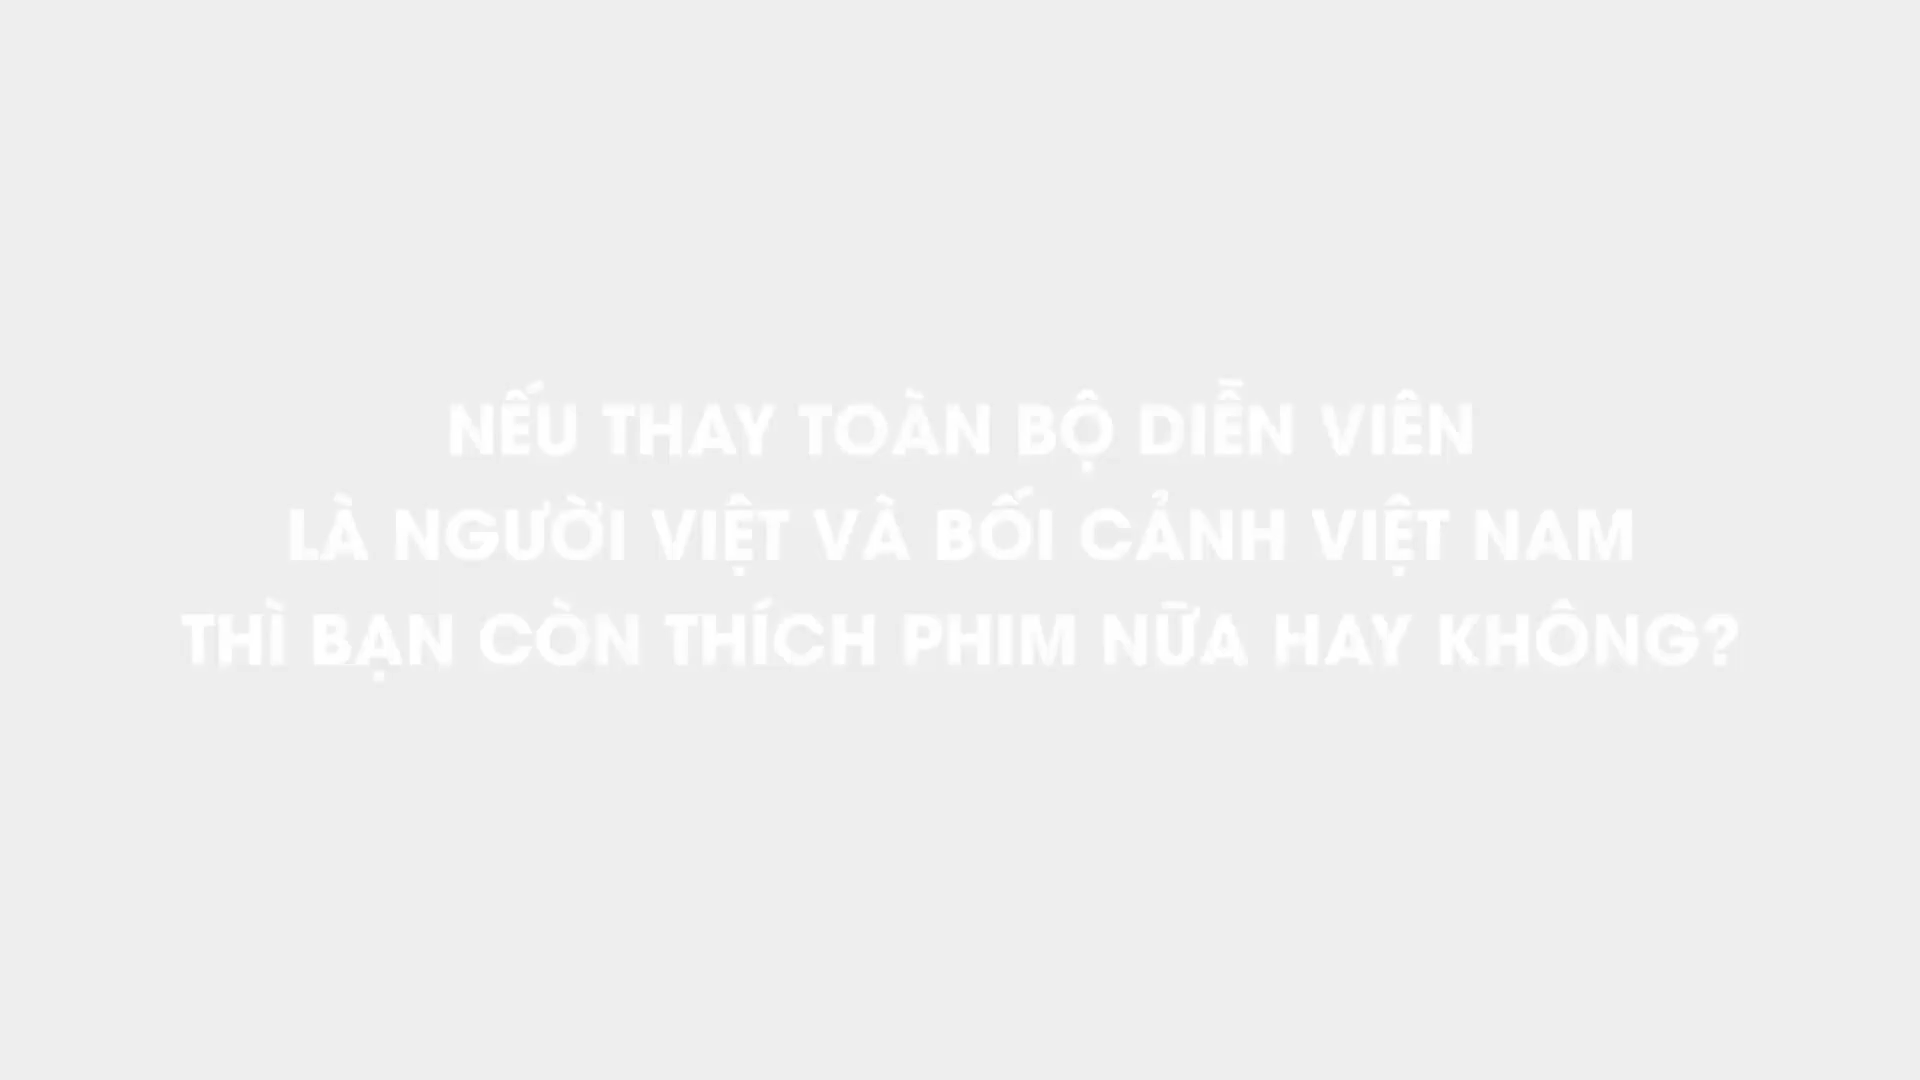 NẾU THAY TOÀN BỘ DIỄN VIÊN
LÀ NGƯỜI VIỆT VÀ BỐI CẢNH VIỆT NAM
THÌ BẠN CÒN THÍCH PHIM NỮA HAY KHÔNG?